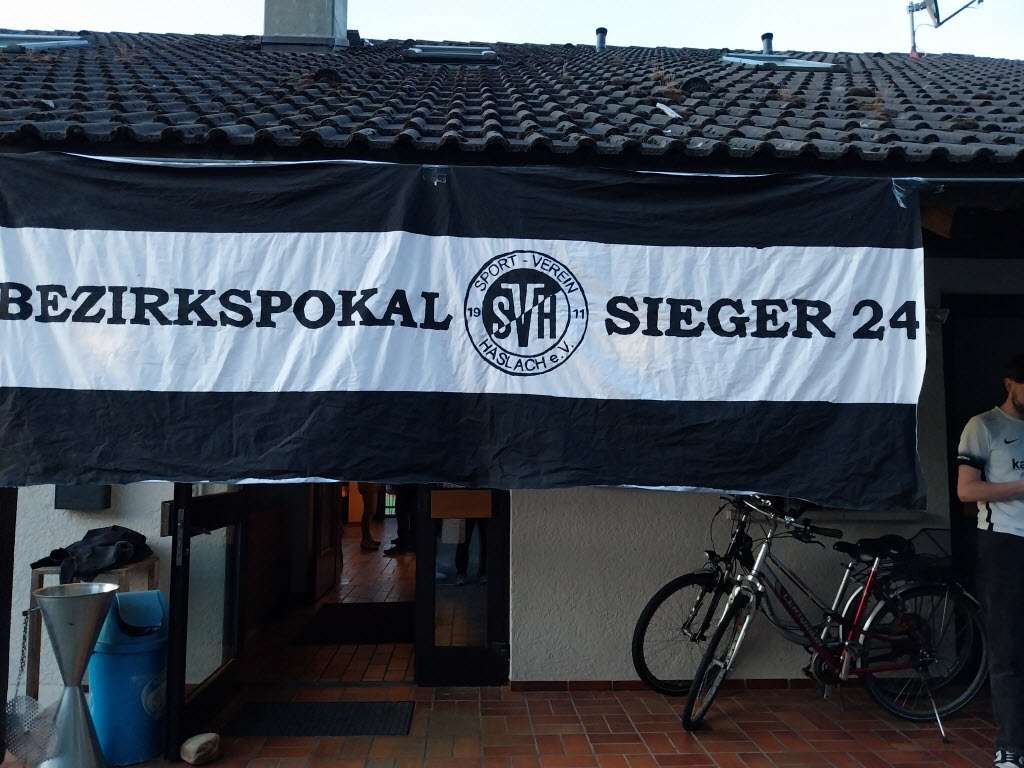 BEZIRKSPOKAL SIEGER 24
SPORT - VEREIN
19 11
SVH
HASLACH e.V.